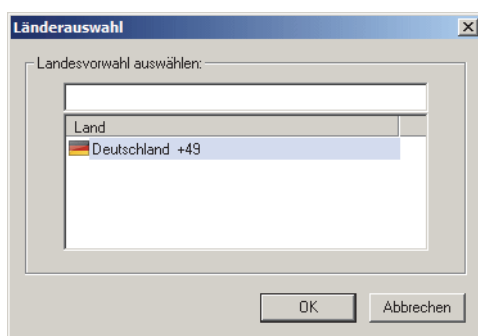 Länderauswahl
Landesvorwahl auswählen:
Land
Deutschland +49
OK Abbrechen